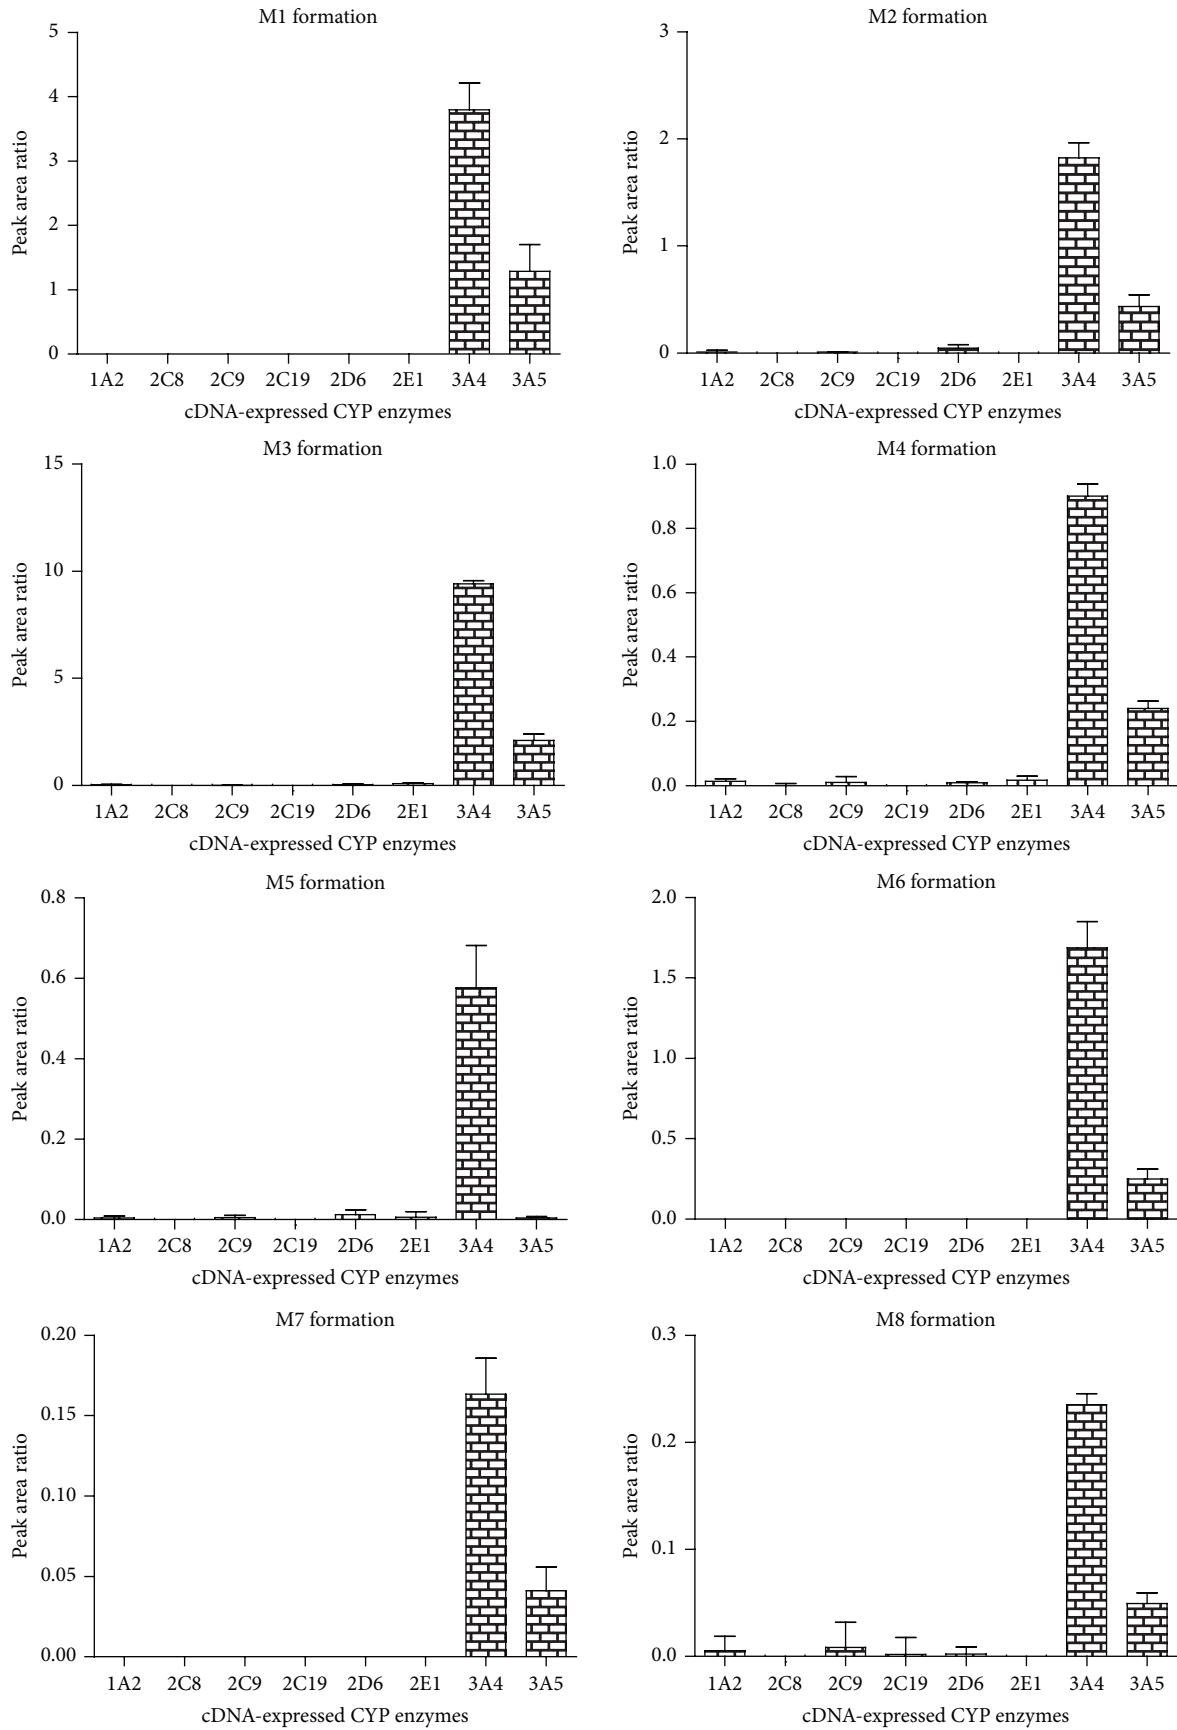 M1 formation
5
4
3
2
1
0
Peak area ratio
1A2 2C8 2C9 2C19 2D6 2E1 3A4 3A5
cDNA-expressed CYP enzymes
M2 formation
3
2
1
0
Peak area ratio
1A2 2C8 2C9 2C19 2D6 2E1 3A4 3A5
cDNA-expressed CYP enzymes
M3 formation
15
10
5
0
Peak area ratio
1A2 2C8 2C9 2C19 2D6 2E1 3A4 3A5
cDNA-expressed CYP enzymes
M4 formation
1.0
0.8
0.6
0.4
0.2
0.0
Peak area ratio
1A2 2C8 2C9 2C19 2D6 2E1 3A4 3A5
cDNA-expressed CYP enzymes
M5 formation
0.8
0.6
0.4
0.2
0.0
Peak area ratio
1A2 2C8 2C9 2C19 2D6 2E1 3A4 3A5
cDNA-expressed CYP enzymes
M6 formation
2.0
1.5
1.0
0.5
0.0
Peak area ratio
1A2 2C8 2C9 2C19 2D6 2E1 3A4 3A5
cDNA-expressed CYP enzymes
M7 formation
0.20
0.15
0.10
0.05
0.00
Peak area ratio
1A2 2C8 2C9 2C19 2D6 2E1 3A4 3A5
cDNA-expressed CYP enzymes
M8 formation
0.3
0.2
0.1
0.0
Peak area ratio
1A2 2C8 2C9 2C19 2D6 2E1 3A4 3A5
cDNA-expressed CYP enzymes